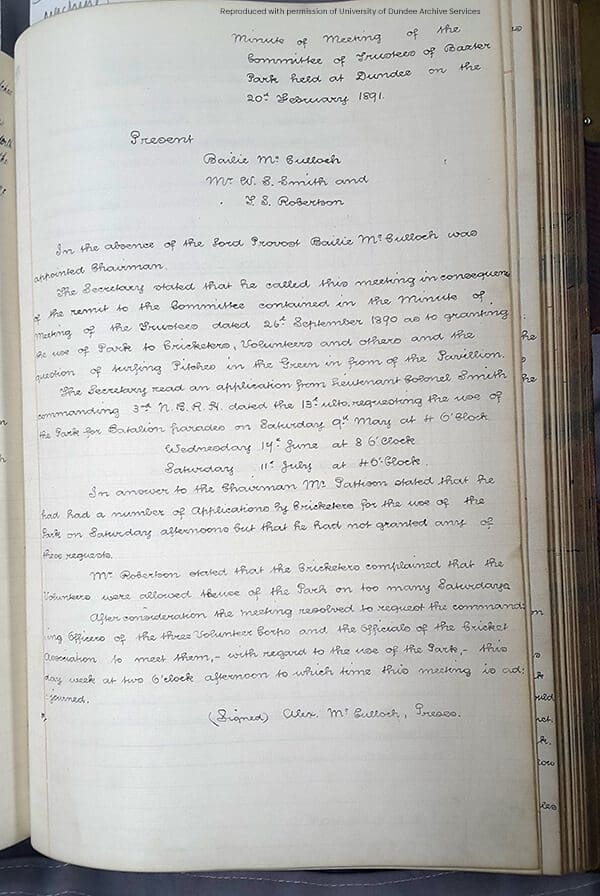 Reproduced with permission of University of Dundee Archive Services
Minute of Meeting of the
Committee of Trustees of Baxter
Park held at Dundee on the
20th February 1891.
Present
Bailie McCulloch
Mr W. S. Smith and
T. S. Robertson
In the absence of the Lord Provost Bailie McCulloch was
appointed Chairman.
The Secretary stated that he called this meeting in consequence
of the remit to the Committee contained in the Minute of
Meeting of the Trustees dated 26th September 1890 as to granting
the use of Park to Cricketers, Volunteers and others and the
question of turfing Pitches in the Green in from of the Pavillion.
The Secretary read an application from Lieutenant Colonel Smith
commanding 3rd dated the 13th ulto, requesting the use of
the Park for Batalion parades on Saturday 9th May at 4 O'Clock
Wednesday 17th June at 8 O'Clock
Saturday 11th July at 4 O'Clock.
In answer to the Chairman Mr Pattison stated that he
had had a number of Applications by Cricketers for the use of the
Park on Saturday afternoons but that he had not granted any of
these requests.
Mr Robertson stated that the Cricketers complained that the
Volunteers were allowed the use of the Park on too many Saturdays
After consideration the meeting resolved to request the command:
ing Officers of the three Volunteer Corps and the Officials of the Cricket
Association to meet them,- with regard to the use of the Park,- this
day week at two O'clock afternoon to which time this meeting is ad:
:journed.
(Signed) Alex. McCulloch, Preses.